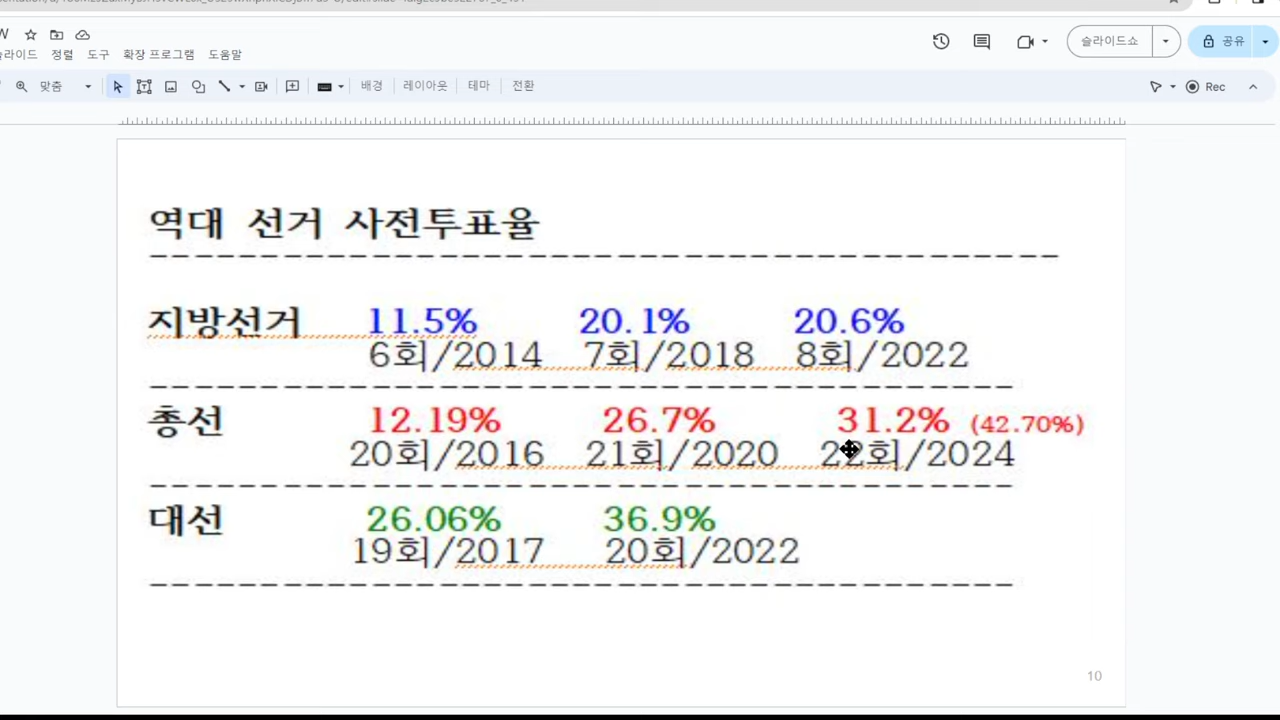 슬라이드 정렬 도구 확장 프로그램 도움말
슬라이드쇼
공유
맞춤
배경 레이아웃 테마 전환
Rec
역대 선거 사전투표율
지방선거 11.5% 20.1% 20.6%
6회/2014 7회/2018 8회/2022
총선 12.19% 26.7% 31.2% (42.70%)
20회/2016 21회/2020 22회/2024
대선 26.06% 36.9%
19회/2017 20회/2022
10